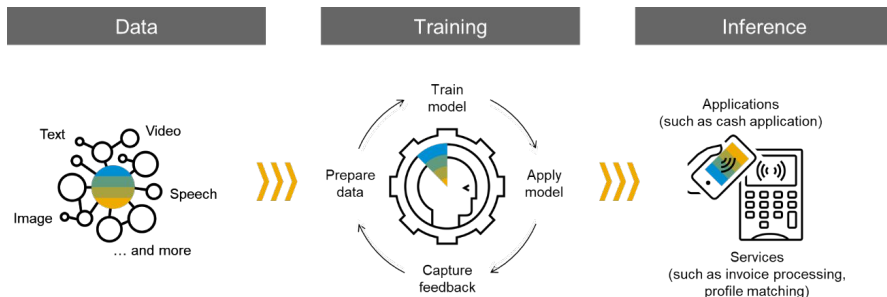 Data
Training
Inference
Text
Video
Speech
Image
… and more
Train
model
Prepare
data
Apply
model
Capture
feedback
Applications
(such as cash application)
Services
(such as invoice processing,
profile matching)